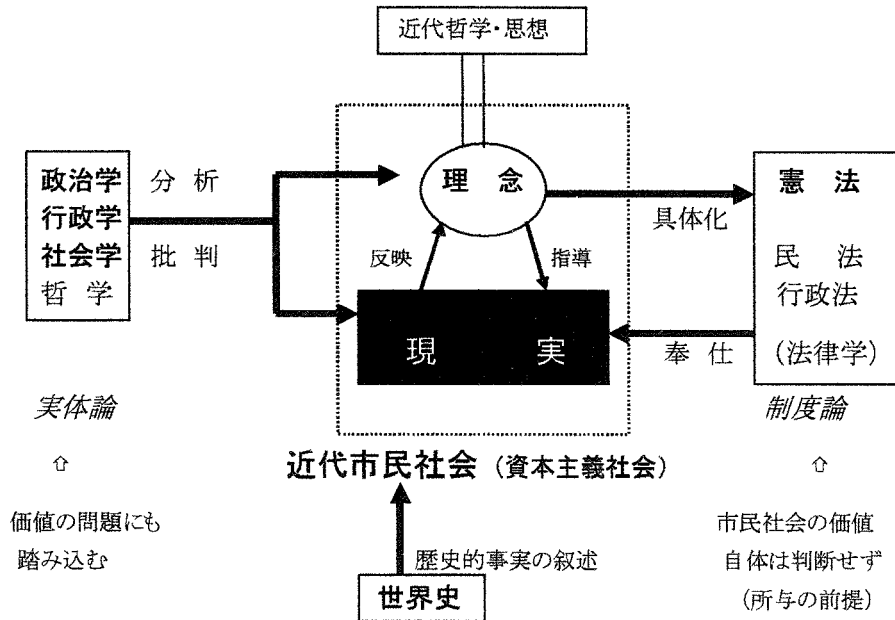 近代哲学・思想
政治学
行政学
社会学
哲 学
分 析
批 判
理 念
反映
指導
現 実
具体化
奉 仕
憲 法
民 法
行政法
(法律学)
実体論
制度論
⇧
⇧
近代市民社会 (資本主義社会)
価値の問題にも
踏み込む
市民社会の価値
自体は判断せず
(所与の前提)
歴史的事実の叙述
世界史